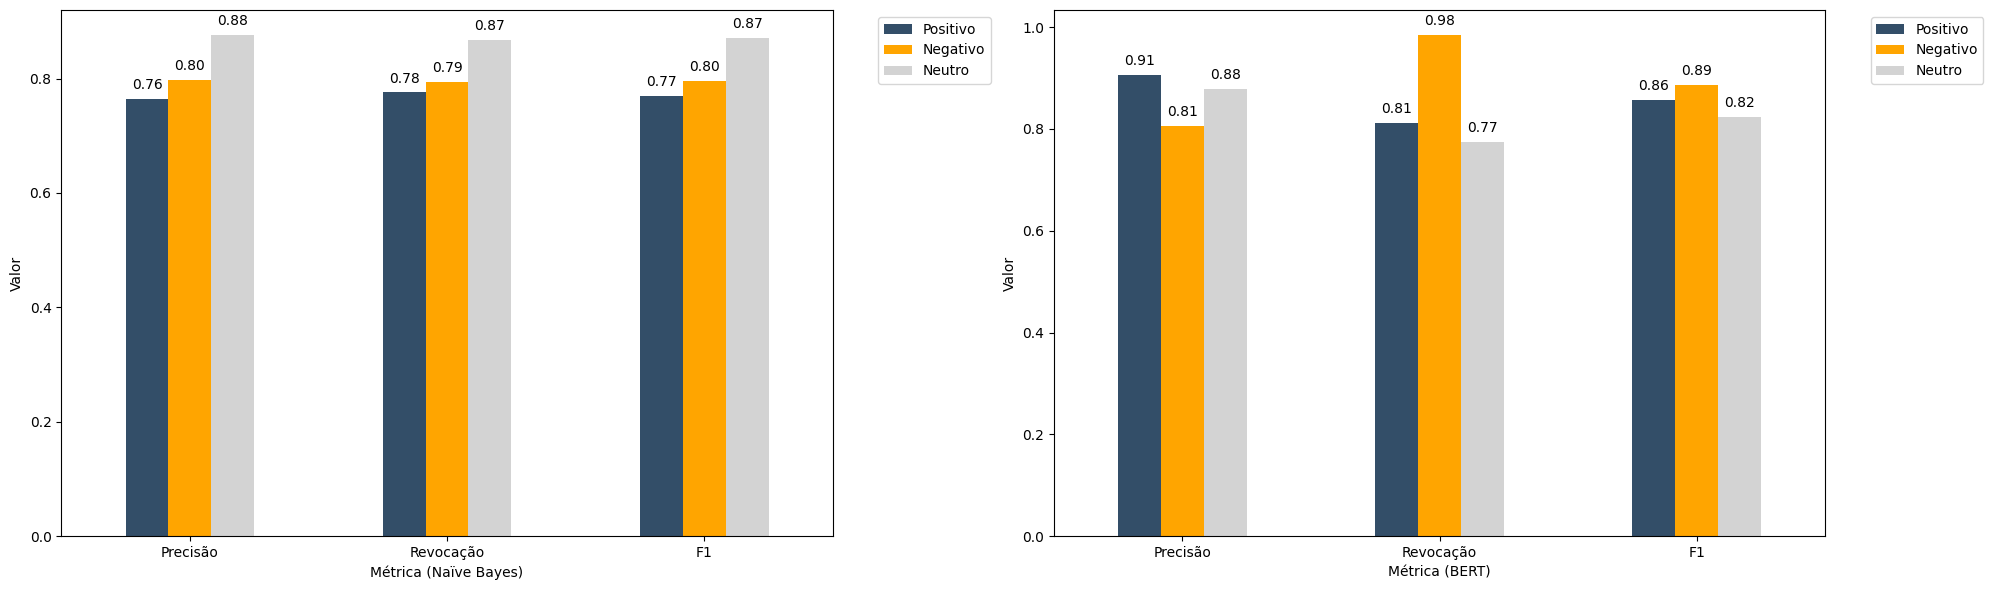 0.88
0.87
0.87
0.80
0.79
0.80
0.76
0.78
0.77
0.8
0.6
0.4
0.2
0.0
Valor
Precisão
Revocação
F1
Métrica (Naïve Bayes)
Positivo
Negativo
Neutro
0.98
0.91
0.88
0.89
0.86
0.81
0.81
0.82
0.77
1.0
0.8
0.6
0.4
0.2
0.0
Valor
Precisão
Revocação
F1
Métrica (BERT)
Positivo
Negativo
Neutro